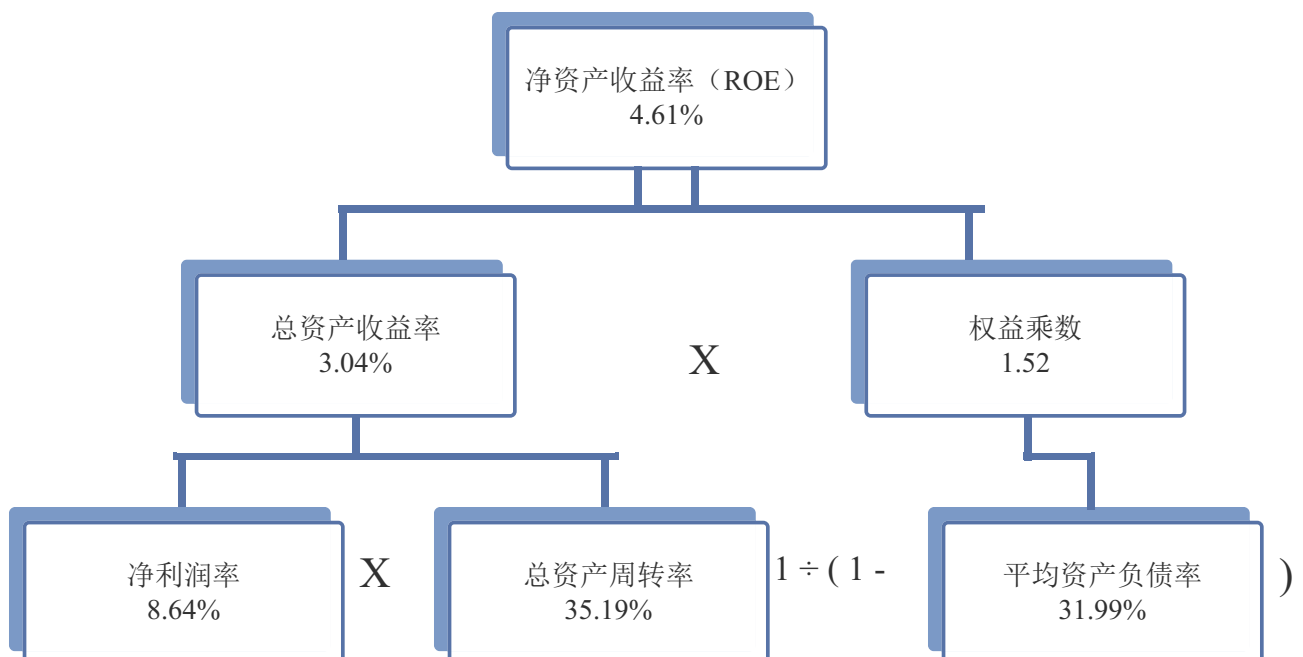 净资产收益率（ROE）
4.61%
总资产收益率
3.04%
X
权益乘数
1.52
净利润率
8.64%
X
总资产周转率
35.19%
1 ÷ ( 1 -
平均资产负债率
31.99%
)